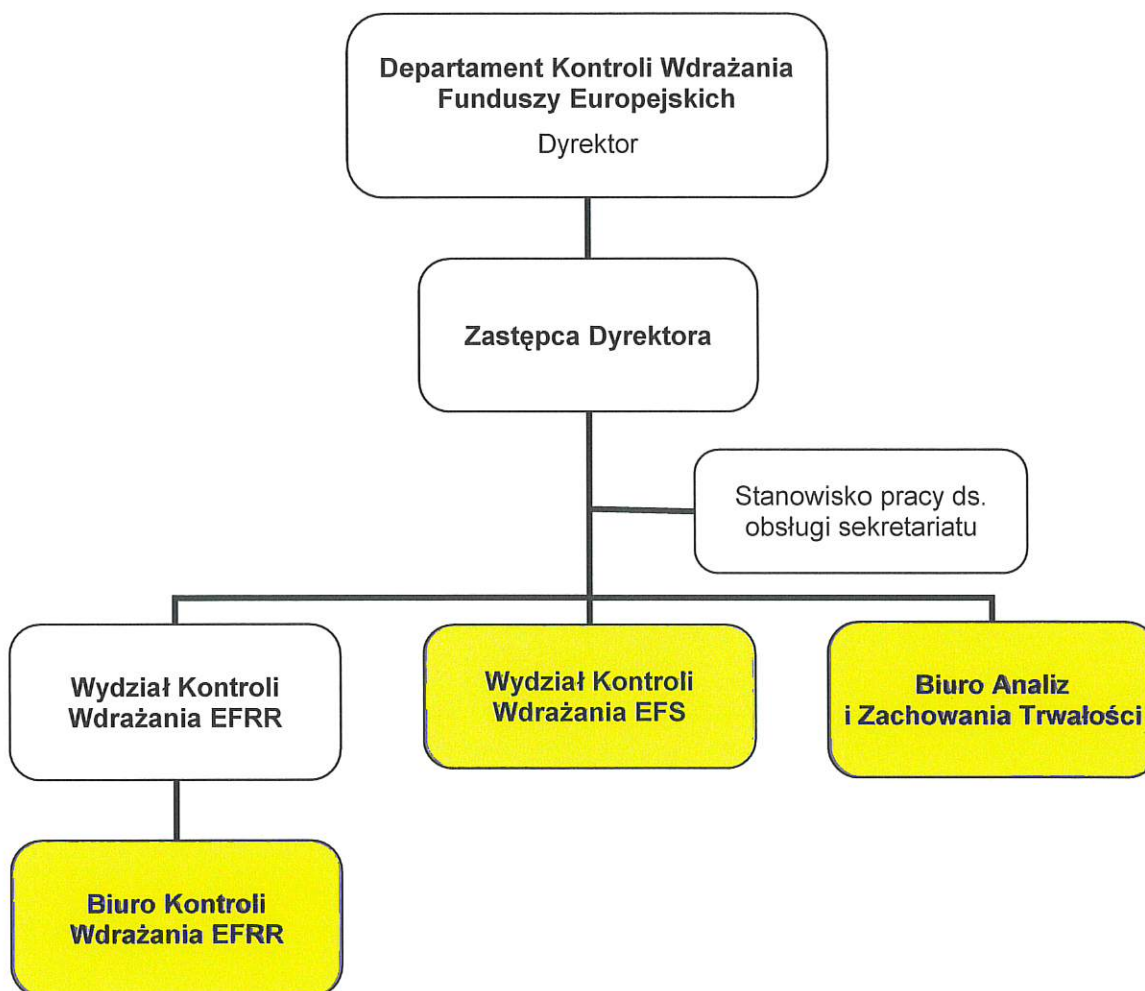 Departament Kontroli Wdrażania
Funduszy Europejskich
Dyrektor
Zastępca Dyrektora
Stanowisko pracy ds.
obsługi sekretariatu
Wydział Kontroli
Wdrażania EFRR
Wydział Kontroli
Wdrażania EFS
Biuro Analiz
i Zachowania Trwałości
Biuro Kontroli
Wdrażania EFRR